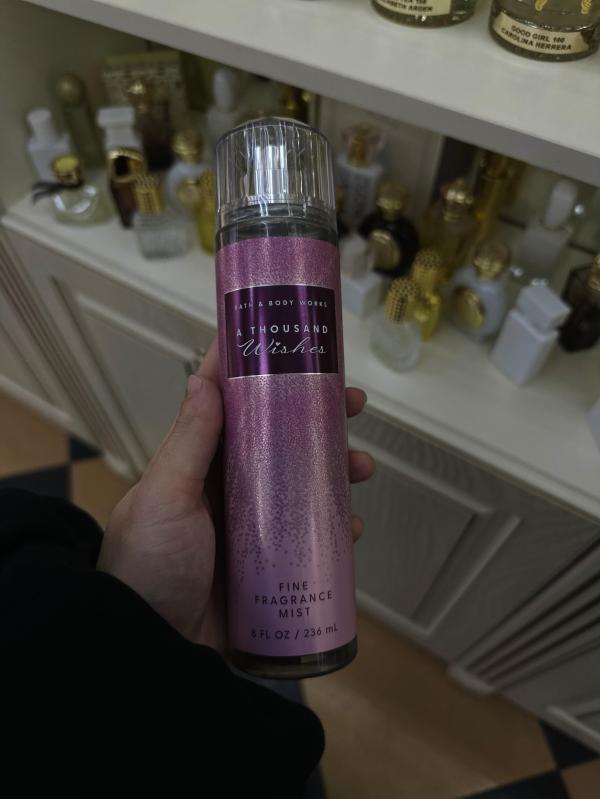 GOOD GIRL 100
CAROLINA HERRERA
BATH & BODY WORKS
A THOUSAND
Wishes
FINE
FRAGRANCE
MIST
8 FL OZ / 236 mL